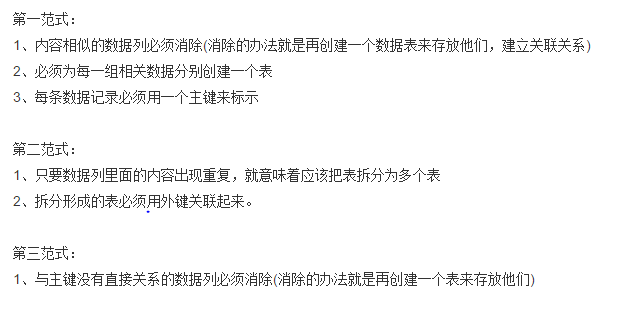 第一范式：
1、内容相似的数据列必须消除(消除的办法就是再创建一个数据表来存放他们，建立关联关系)
2、必须为每一组相关数据分别创建一个表
3、每条数据记录必须用一个主键来标示
第二范式：
1、只要数据列里面的内容出现重复，就意味着应该把表拆分为多个表
2、拆分形成的表必须用外键关联起来。
第三范式：
1、与主键没有直接关系的数据列必须消除(消除的办法就是再创建一个表来存放他们)